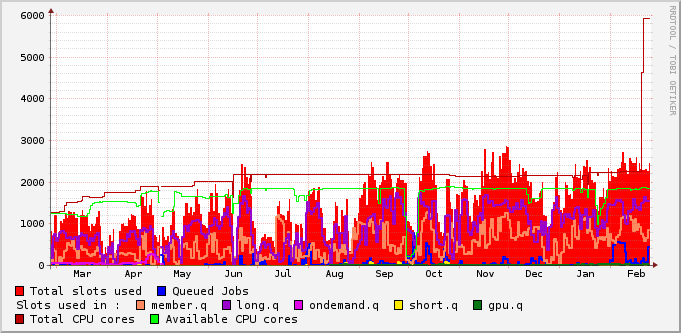 RRDTOOL / TOBI OETIKER
6000
5000
4000
3000
2000
1000
0
Mar Apr May Jun Jul Aug Sep Oct Nov Dec Jan Feb
Total slots used Queued Jobs
Slots used in : member.q long.q ondemand.q short.q gpu.q
Total CPU cores Available CPU cores